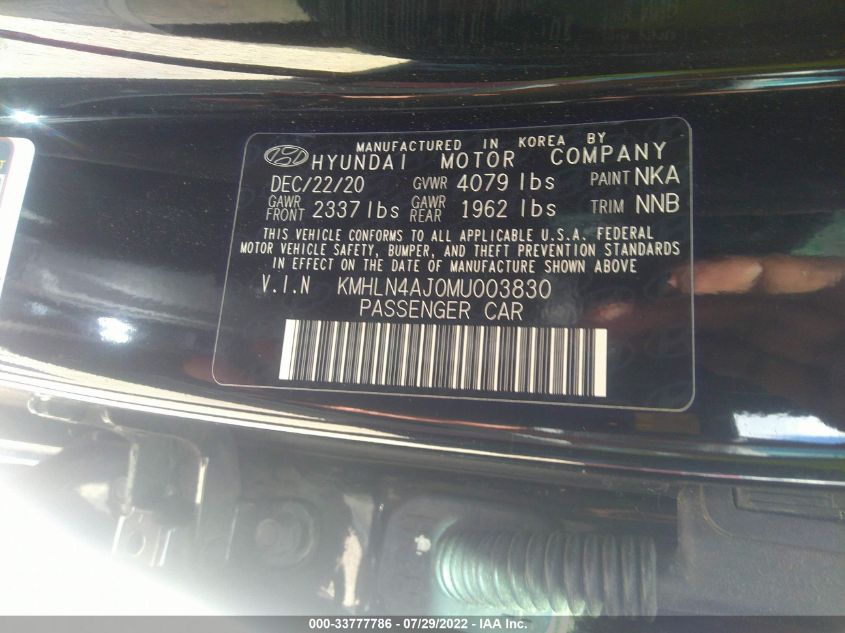 MANUFACTURED IN KOREA BY
HYUNDAI MOTOR COMPANY
DEC/22/20 GVWR 4079 lbs PAINT NKA
GAWR FRONT 2337 lbs GAWR REAR 1962 lbs TRIM NNB
THIS VEHICLE CONFORMS TO ALL APPLICABLE U.S.A. FEDERAL
MOTOR VEHICLE SAFETY, BUMPER, AND THEFT PREVENTION STANDARDS
IN EFFECT ON THE DATE OF MANUFACTURE SHOWN ABOVE
V.I.N KMHLN4AJ0MU003830
PASSENGER CAR
000-33777786 - 07/29/2022 - IAA Inc.